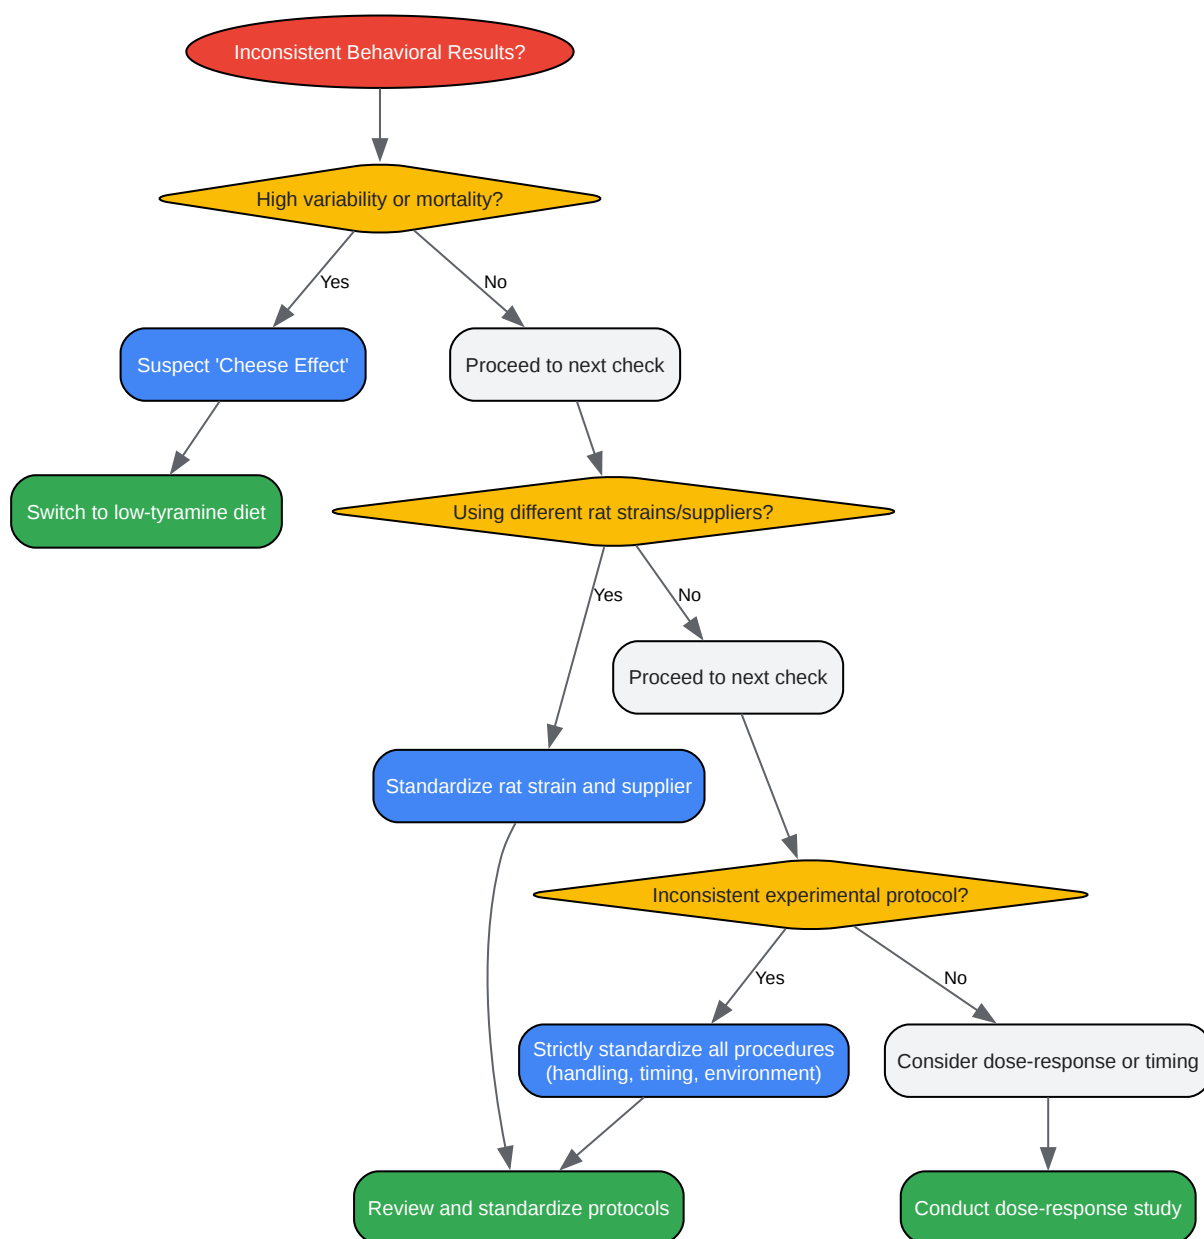 Inconsistent Behavioral Results?
High variability or mortality?
Yes
No
Suspect 'Cheese Effect'
Proceed to next check
Switch to low-tyramine diet
Using different rat strains/suppliers?
Yes
No
Proceed to next check
Standardize rat strain and supplier
Inconsistent experimental protocol?
Yes
No
Strictly standardize all procedures
(handling, timing, environment)
Consider dose-response or timing
Review and standardize protocols
Conduct dose-response study